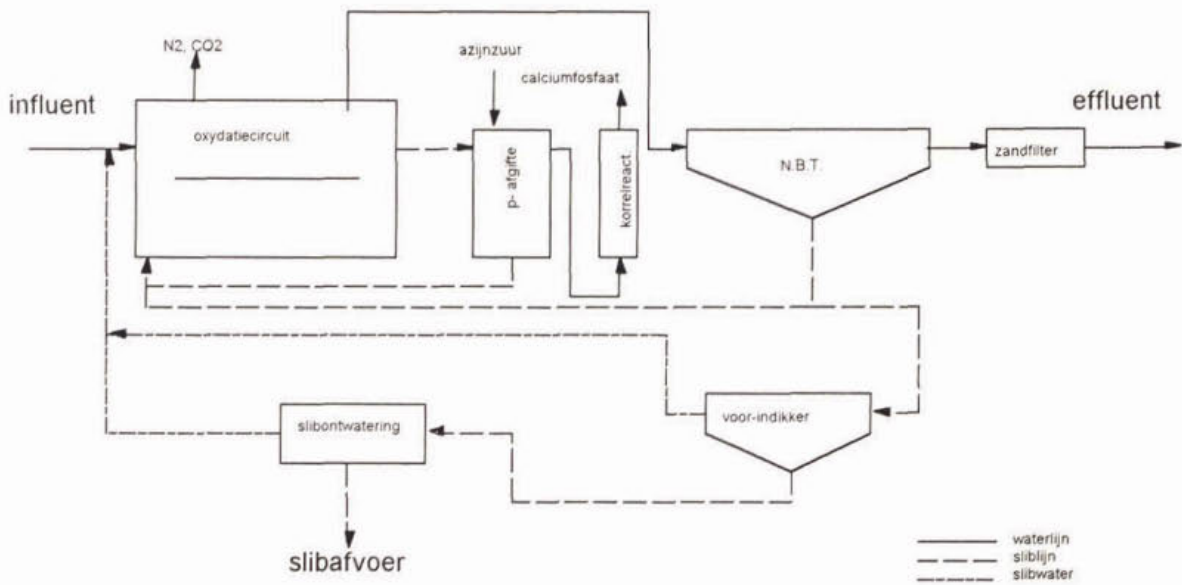 N2, CO2
azijnzuur
calciumfosfaat
influent
effluent
oxydatiecircuit
p- afgifte
korrelreact.
N.B.T.
zandfilter
voor-indikker
slibontwatering
slibafvoer
waterlijn
sliblijn
slibwater